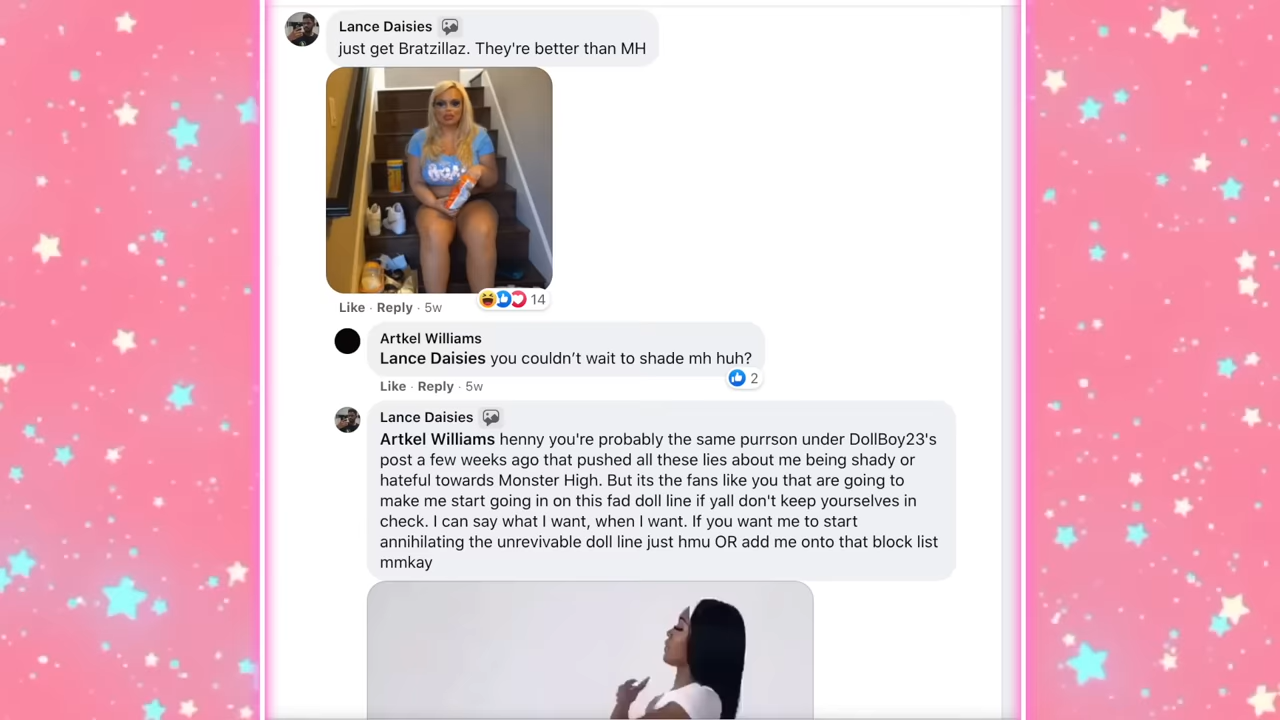 Lance Daisies
just get Bratzillaz. They're better than MH
Like · Reply · 5w
14
Artkel Williams
Lance Daisies you couldn’t wait to shade mh huh?
Like · Reply · 5w
2
Lance Daisies
Artkel Williams henny you're probably the same purrson under DollBoy23's
post a few weeks ago that pushed all these lies about me being shady or
hateful towards Monster High. But its the fans like you that are going to
make me start going in on this fad doll line if yall don't keep yourselves in
check. I can say what I want, when I want. If you want me to start
annihilating the unrevivable doll line just hmu OR add me onto that block list
mmkay